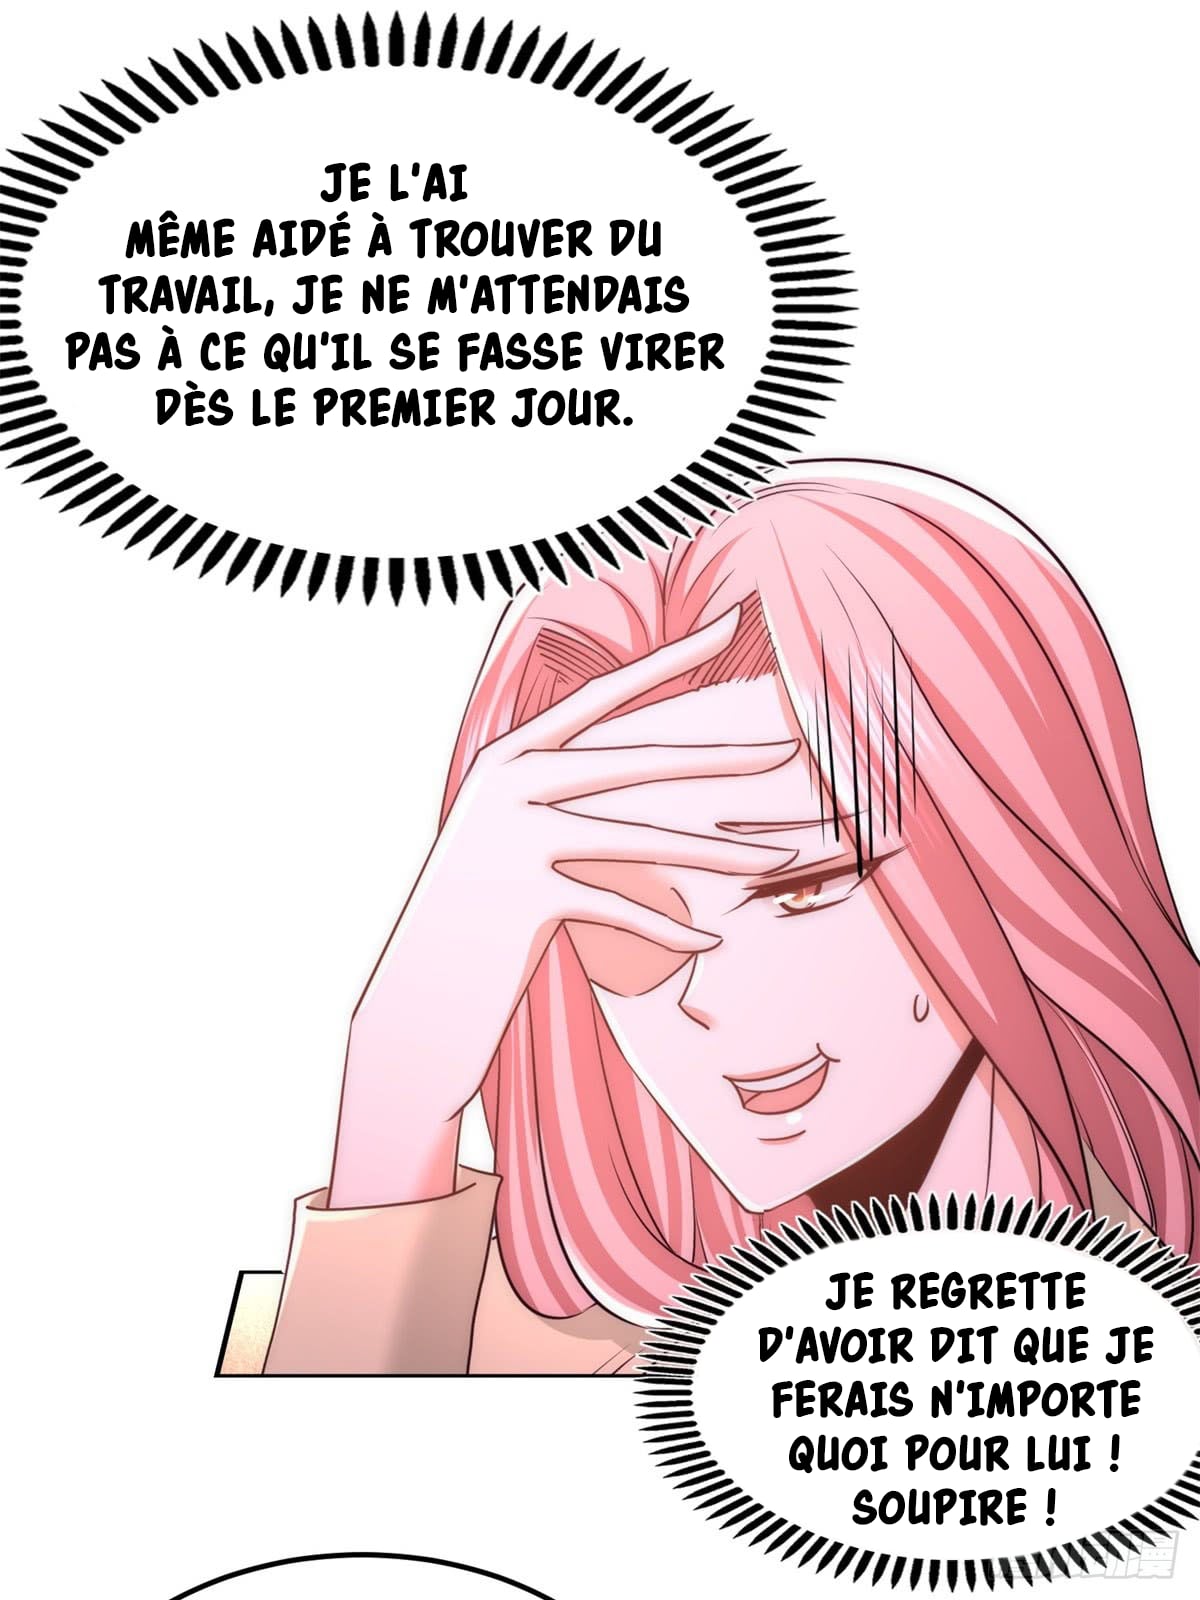 JE L'AI
MÊME AIDÉ À TROUVER DU
TRAVAIL, JE NE M'ATTENDAIS
PAS À CE QU'IL SE FASSE VIRER
DÈS LE PREMIER JOUR.
JE REGRETTE
D'AVOIR DIT QUE JE
FERAIS N'IMPORTE
QUOI POUR LUI !
SOUPIRE !